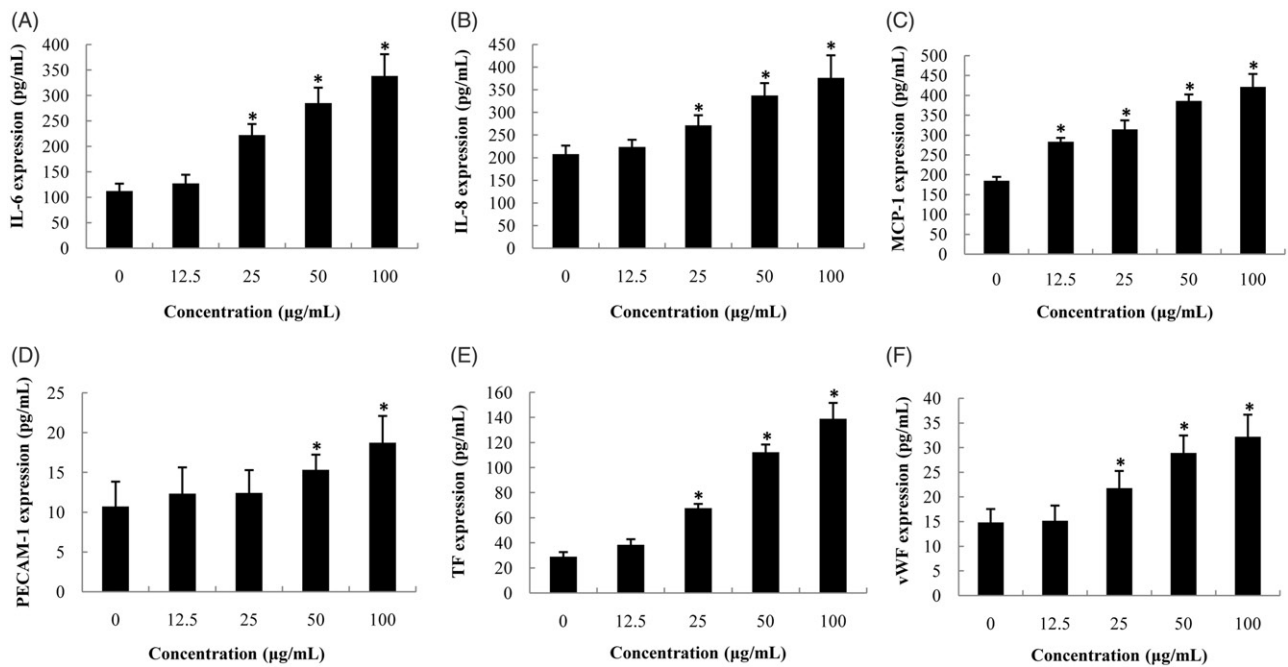 (A)
IL-6 expression (pg/mL)
400
350
300
250
200
150
100
50
0
* * *
0 12.5 25 50 100
Concentration (µg/mL)
(B)
IL-8 expression (pg/mL)
450
400
350
300
250
200
150
100
50
0
* * *
0 12.5 25 50 100
Concentration (µg/mL)
(C)
MCP-1 expression (pg/mL)
500
450
400
350
300
250
200
150
100
50
0
* * * *
0 12.5 25 50 100
Concentration (µg/mL)
(D)
PECAM-1 expression (pg/mL)
25
20
15
10
5
0
* *
0 12.5 25 50 100
Concentration (µg/mL)
(E)
TF expression (pg/mL)
160
140
120
100
80
60
40
20
0
* * *
0 12.5 25 50 100
Concentration (µg/mL)
(F)
vWF expression (pg/mL)
40
35
30
25
20
15
10
5
0
* * *
0 12.5 25 50 100
Concentration (µg/mL)